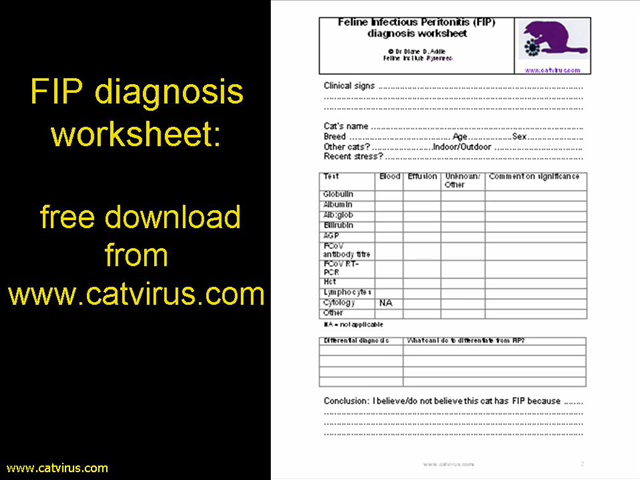 FIP diagnosis
worksheet:
free download
from
www.catvirus.com
www.catvirus.com
Feline Infectious Peritonitis (FIP)
diagnosis worksheet
© Dr Diane D. Addie
Feline Institute Pyrenees
www.catvirus.com
Clinical signs ............................................................
............................................................
............................................................
Cat's name ............................................................
Breed ........................ Age.............Sex.................
Other cats? .....................Indoor/Outdoor .........................
Recent stress? .........................................................
Test Blood Effusion Unknown/ Other Comment on significance
Globulin
Albumin
Alb:glob
Bilirubin
AGP
FCoV antibody titre
FCoV RT-PCR
Hct
Lymphocytes
Cytology NA
Other
NA = not applicable
Differential diagnosis What can I do to differentiate from FIP?
Conclusion: I believe/do not believe this cat has FIP because .......
............................................................
............................................................
............................................................
www.catvirus.com 2